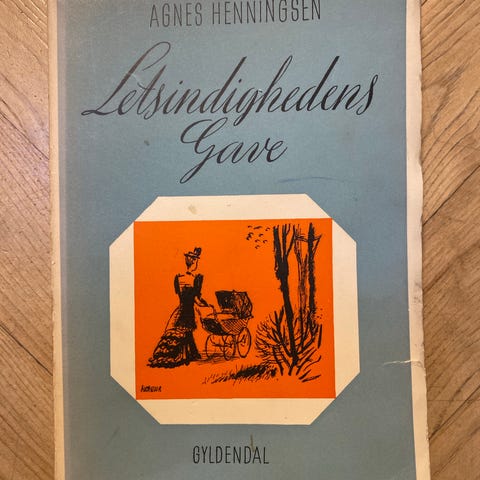 AGNES HENNINGSEN
Letsindighedens
Gave
GYLDENDAL